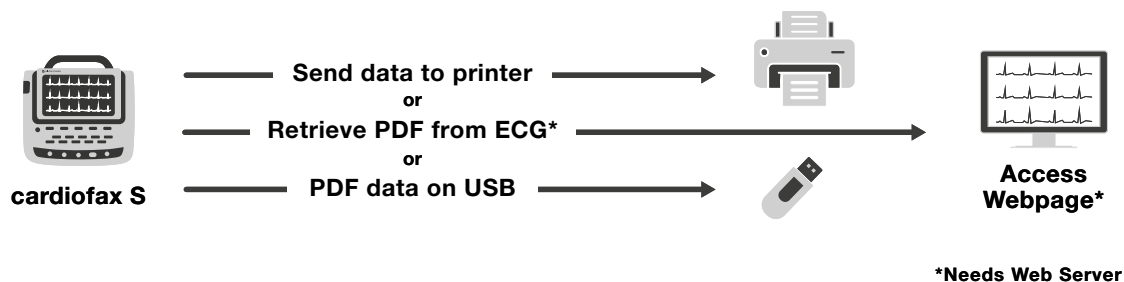 Send data to printer
or
Retrieve PDF from ECG*
or
PDF data on USB
cardiofax S
Access
Webpage*
*Needs Web Server